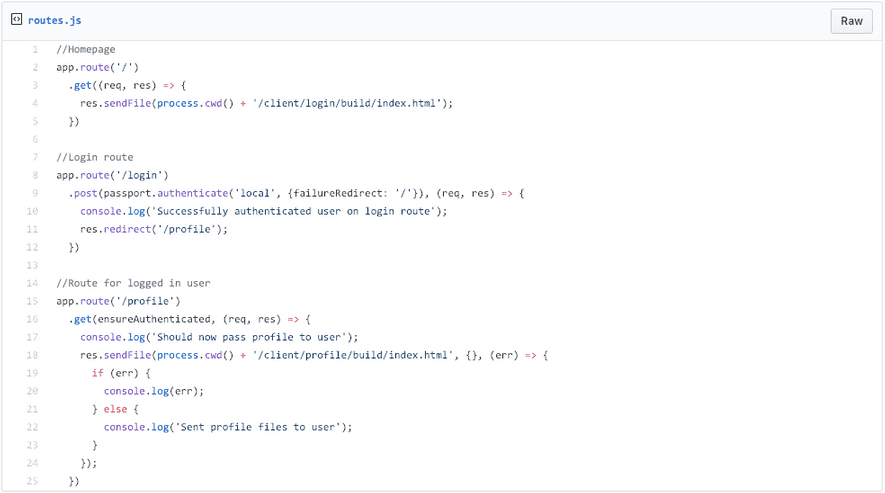 routes.js
Raw
1 //Homepage
2 app.route('/')
3   .get((req, res) => {
4     res.sendFile(process.cwd() + '/client/login/build/index.html');
5   })
6
7 //Login route
8 app.route('/login')
9   .post(passport.authenticate('local', {failureRedirect: '/'}), (req, res) => {
10     console.log('Successfully authenticated user on login route');
11     res.redirect('/profile');
12   })
13
14 //Route for logged in user
15 app.route('/profile')
16   .get(ensureAuthenticated, (req, res) => {
17     console.log('Should now pass profile to user');
18     res.sendFile(process.cwd() + '/client/profile/build/index.html', {}, (err) => {
19       if (err) {
20         console.log(err);
21       } else {
22         console.log('Sent profile files to user');
23       }
24     });
25   })